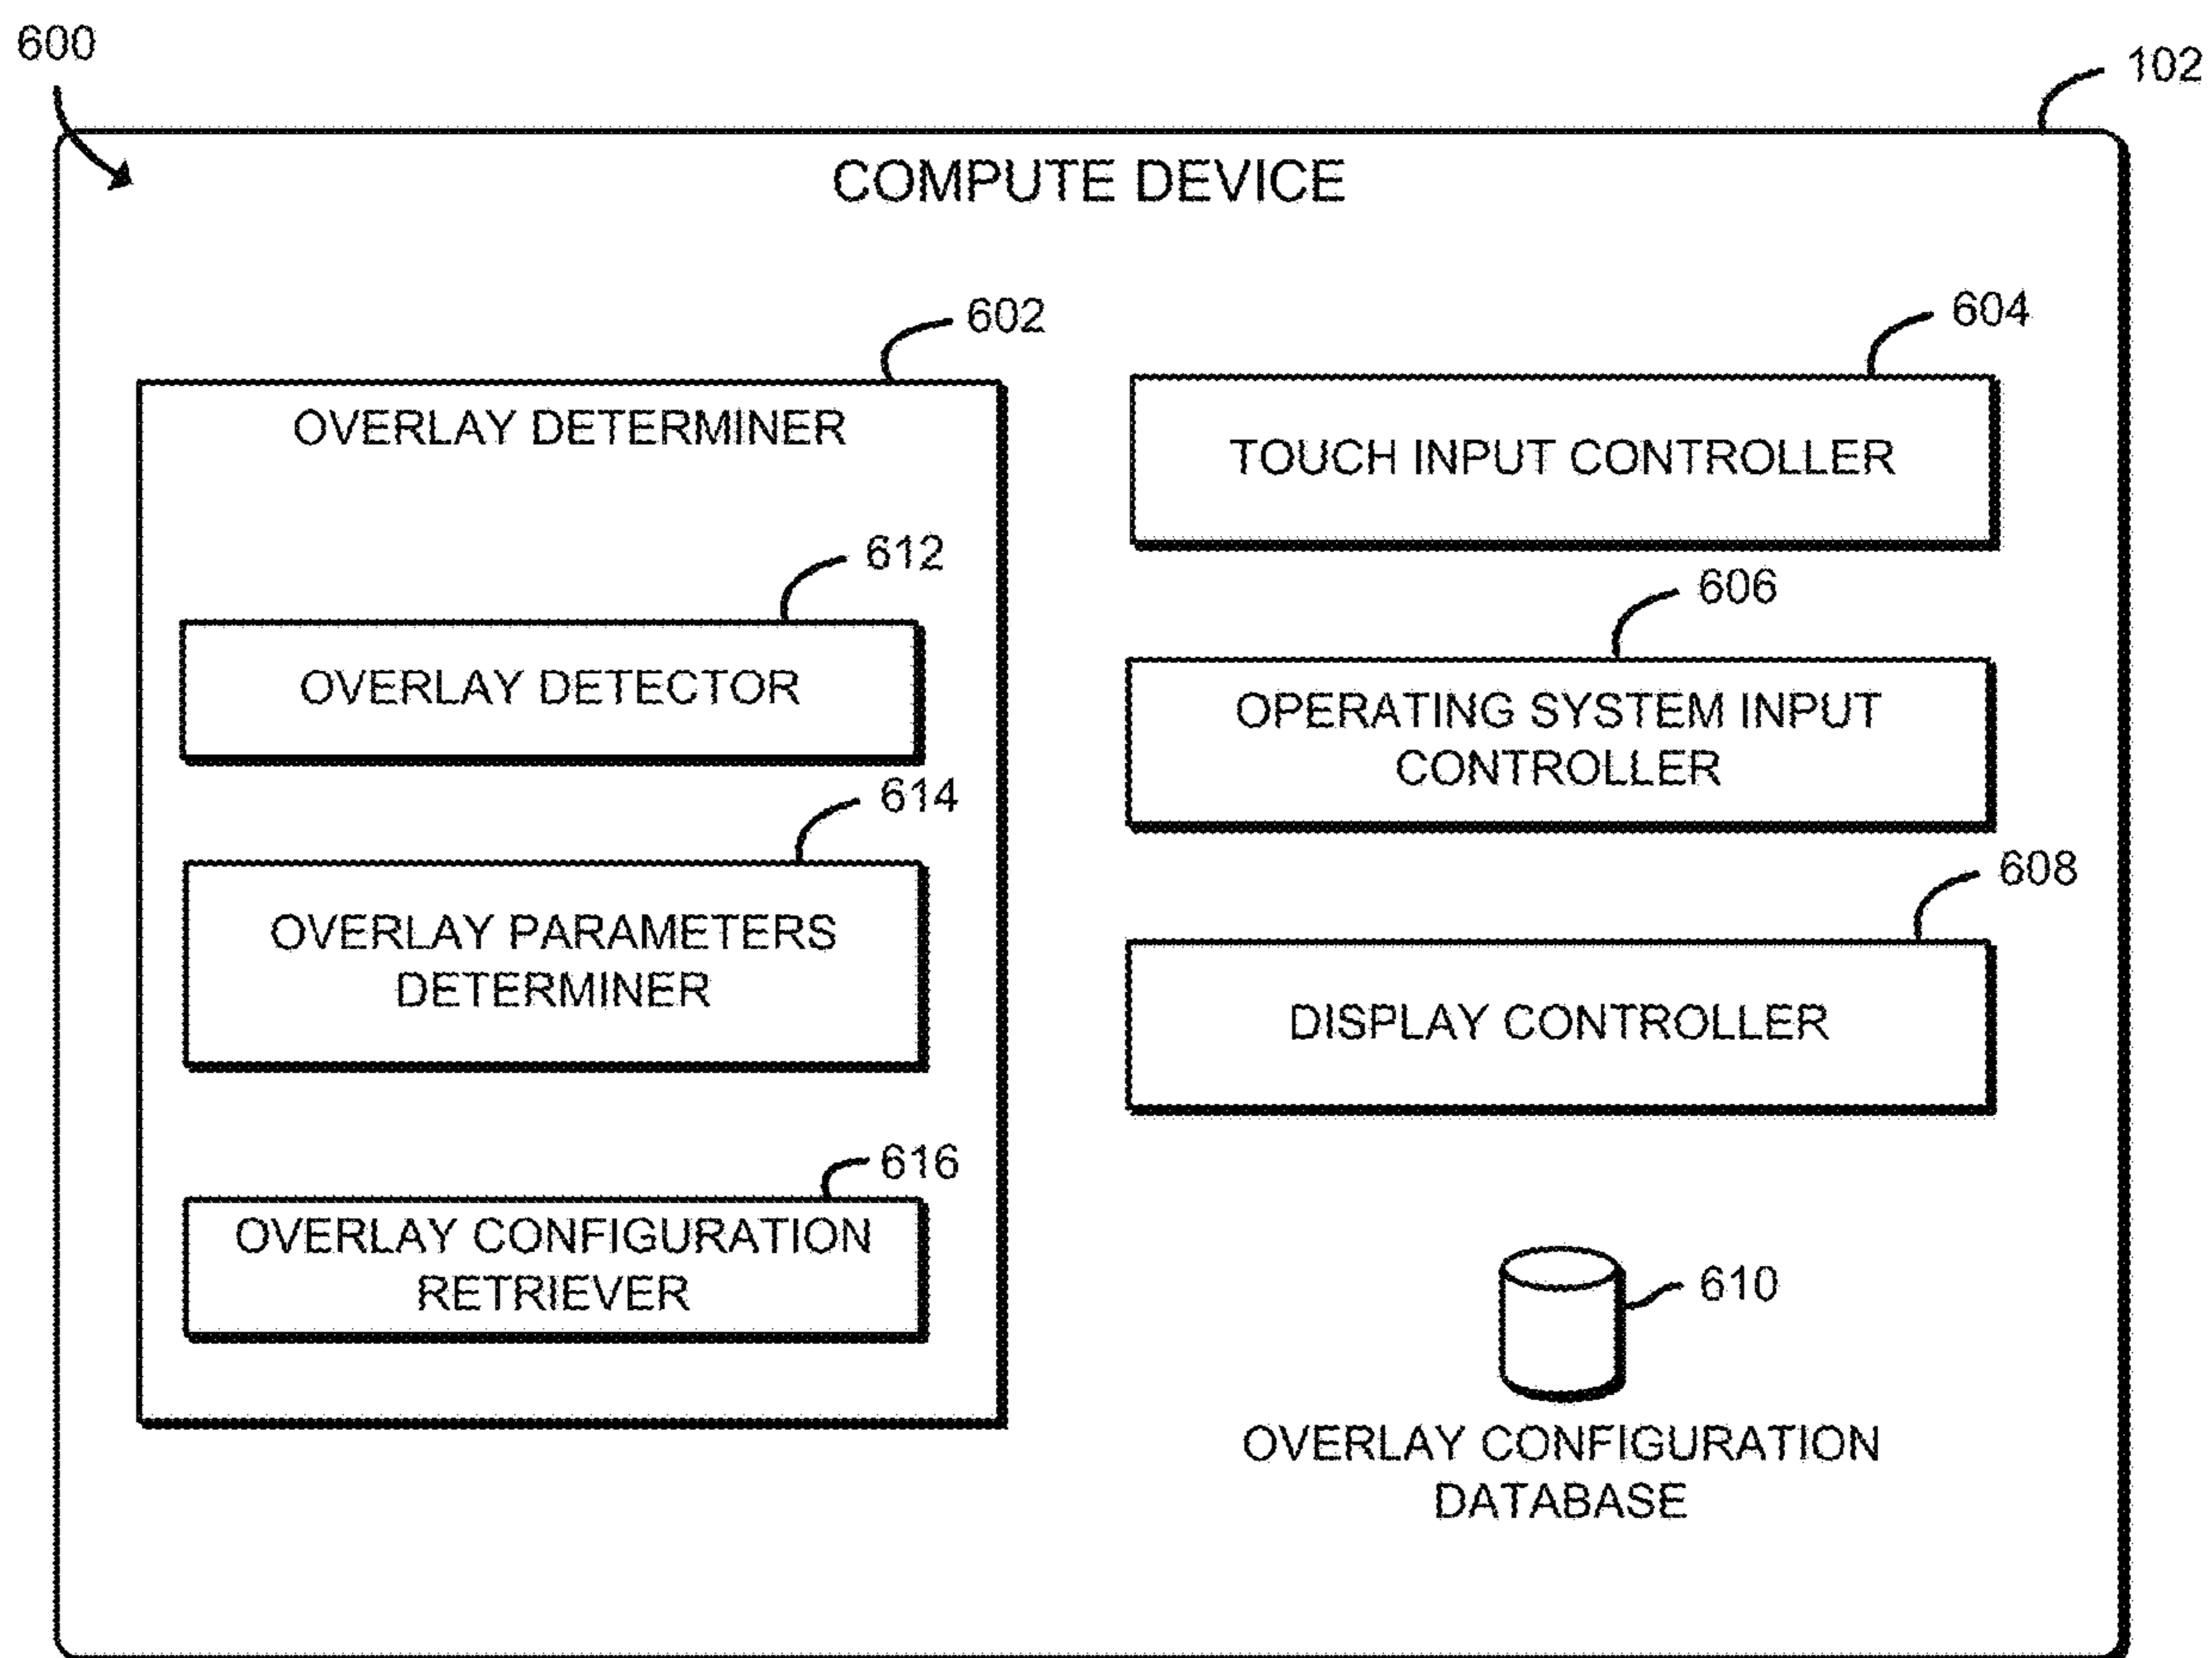 600
102
COMPUTE DEVICE
602
OVERLAY DETERMINER
612
OVERLAY DETECTOR
614
OVERLAY PARAMETERS
DETERMINER
616
OVERLAY CONFIGURATION
RETRIEVER
604
TOUCH INPUT CONTROLLER
606
OPERATING SYSTEM INPUT
CONTROLLER
608
DISPLAY CONTROLLER
610
OVERLAY CONFIGURATION
DATABASE